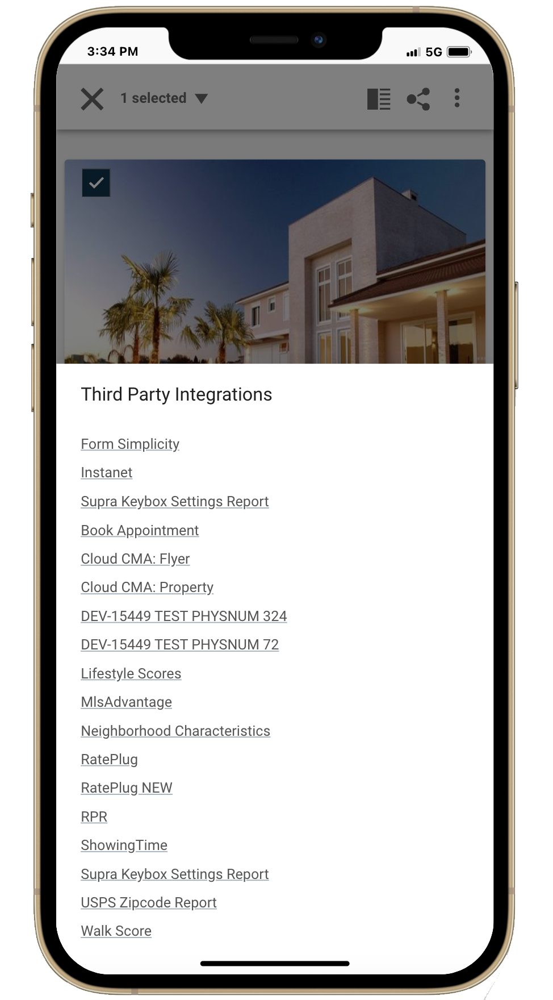 3:34 PM 5G
1 selected
Third Party Integrations
Form Simplicity
Instanet
Supra Keybox Settings Report
Book Appointment
Cloud CMA: Flyer
Cloud CMA: Property
DEV-15449 TEST PHYSNUM 324
DEV-15449 TEST PHYSNUM 72
Lifestyle Scores
MlsAdvantage
Neighborhood Characteristics
RatePlug
RatePlug NEW
RPR
ShowingTime
Supra Keybox Settings Report
USPS Zipcode Report
Walk Score